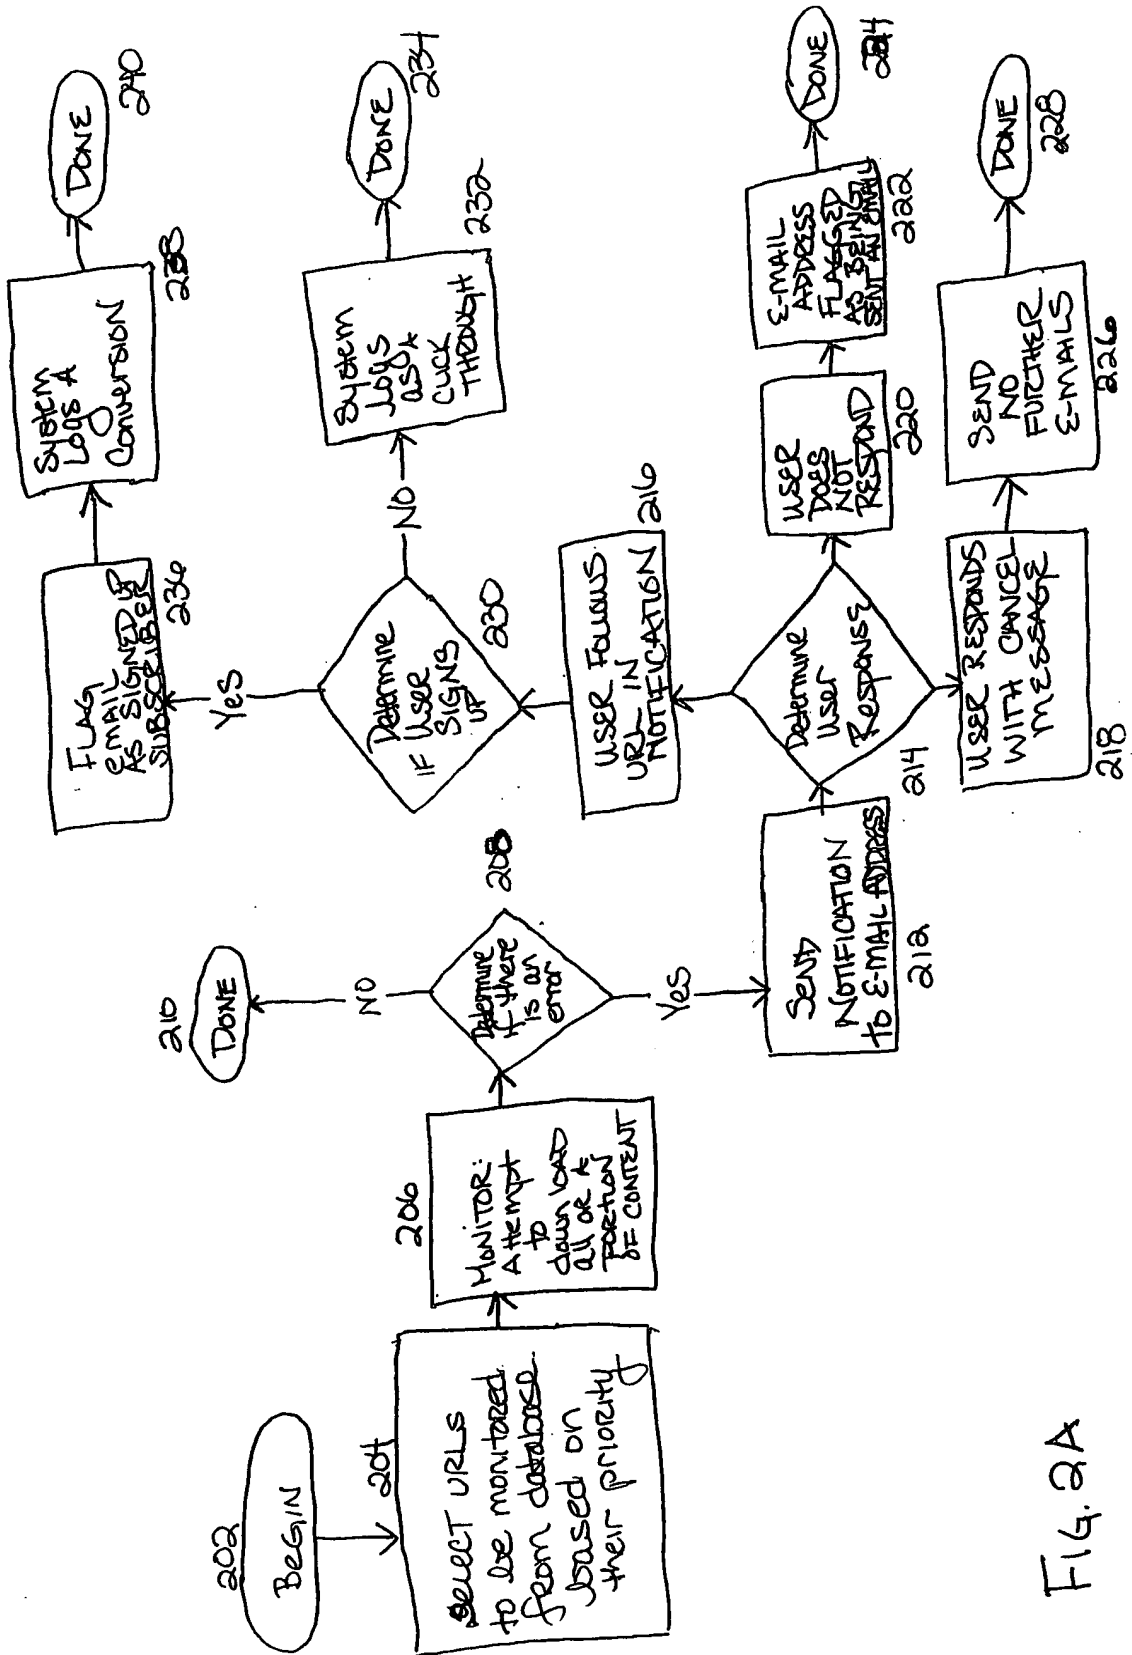 202
BEGIN
204
SELECT URLs
to be monitored
from database
based on
their priority
206
MONITOR:
Attempt
to
down load
all or A
PORTION
OF CONTENT
208
Determine
if there
is an
error
NO
210
DONE
Yes
SEND
NOTIFICATION
to E-MAIL ADDRESS
212
Determine
User
Response
214
USER FOLLOWS
URL IN
NOTIFICATION
216
Determine
IF USER
SIGNS
UP
230
Yes
FLAG
EMAIL
AS SIGNED UP
SUBSCRIBER
236
System
Logs A
Conversion
238
DONE
240
NO
System
logs
as A
CLICK
THROUGH
232
DONE
234
USER
DOES
NOT
RESPOND
220
E-MAIL
ADDRESS
FLAGGED
AS BEING
SENT AN EMAIL
222
DONE
USER RESPONDS
WITH CANCEL
MESSAGE
218
SEND
NO
FURTHER
E-MAILS
226
DONE
228
FIG. 2A